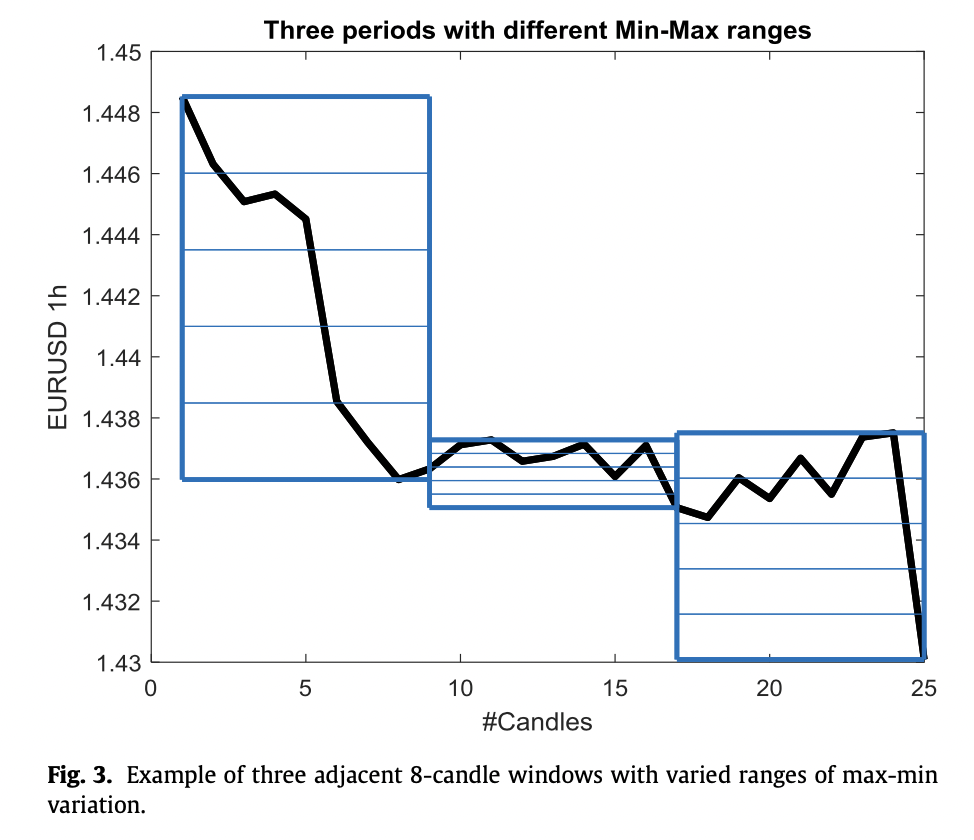 Three periods with different Min-Max ranges
1.45
1.448
1.446
1.444
1.442
1.44
1.438
1.436
1.434
1.432
1.43
EURUSD 1h
0 5 10 15 20 25
#Candles
Fig. 3. Example of three adjacent 8-candle windows with varied ranges of max-min
variation.